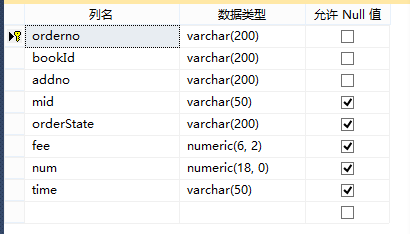 列名 数据类型 允许 Null 值
orderno varchar(200)
bookId varchar(200)
addno varchar(200)
mid varchar(50)
orderState varchar(200)
fee numeric(6, 2)
num numeric(18, 0)
time varchar(50)